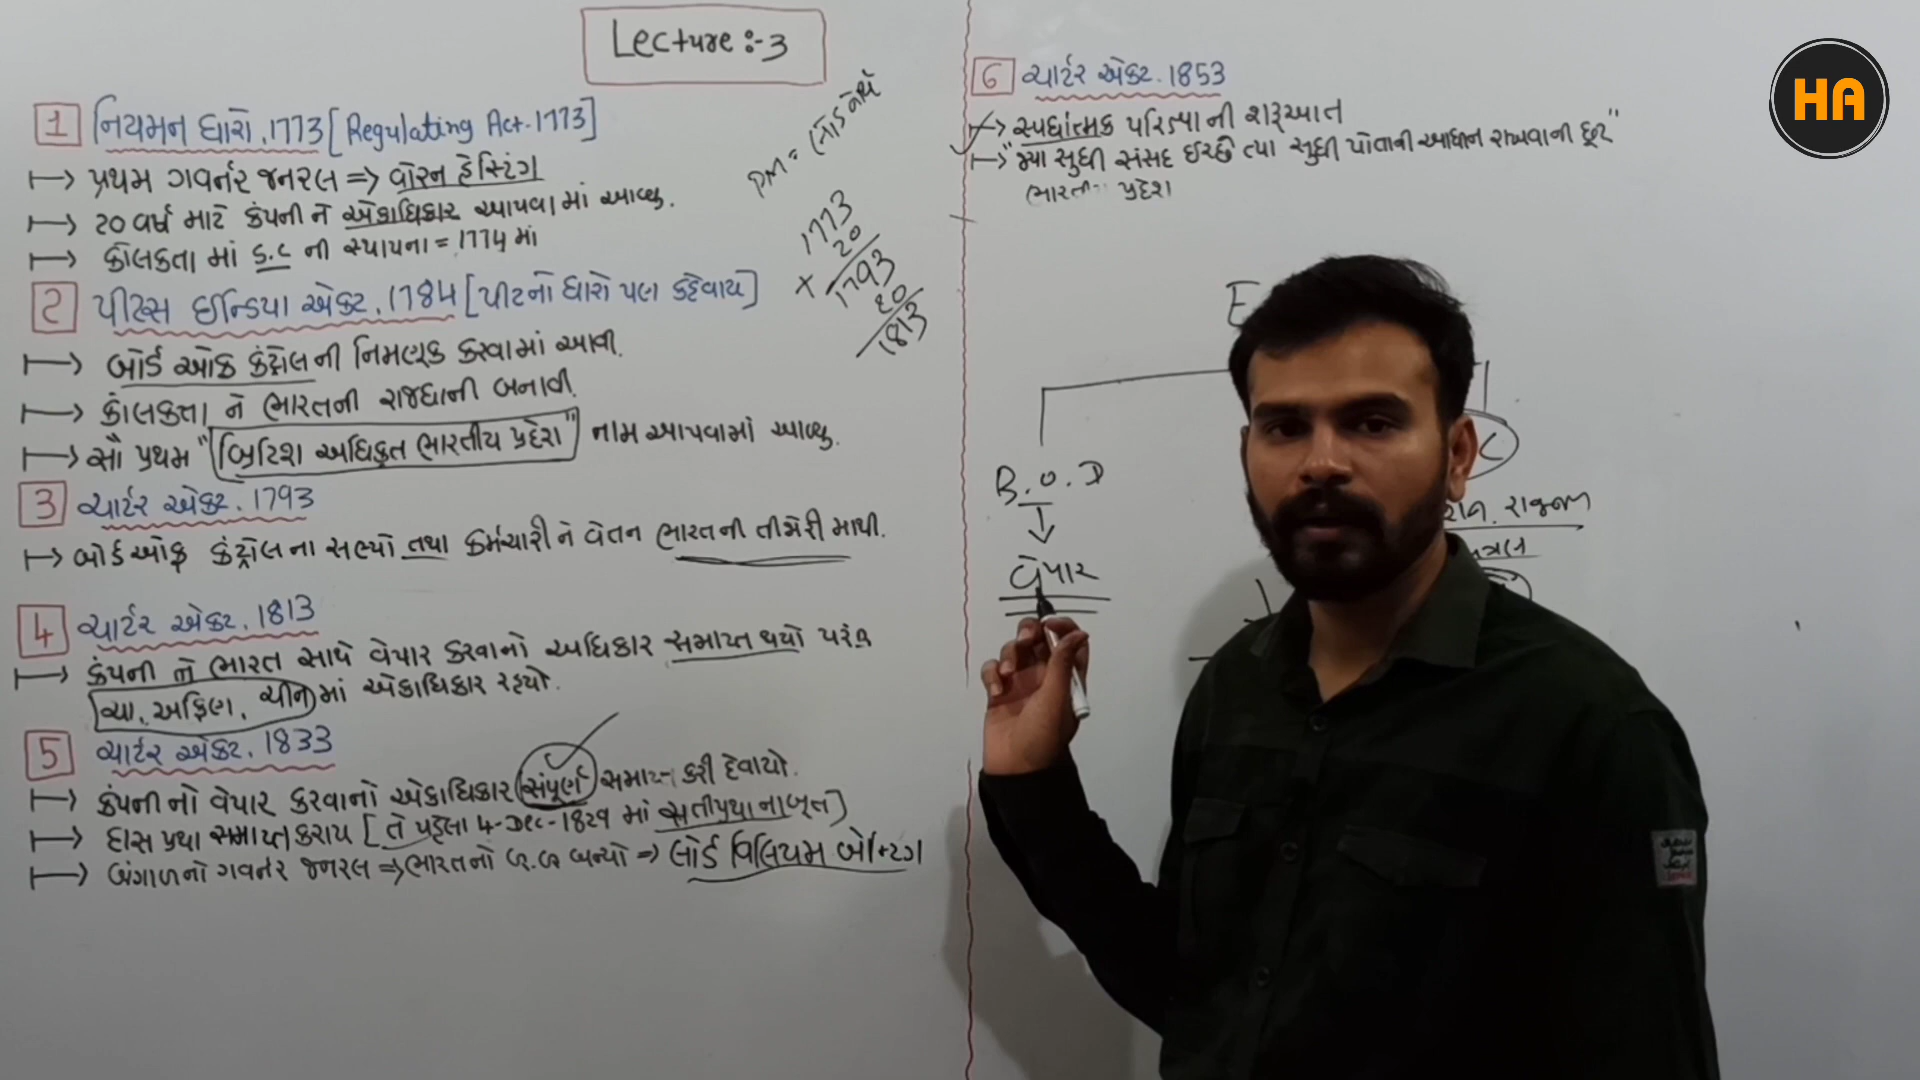 Lecture :- 3
1 નિયમન ધારો. 1773 [Regulating Act. 1773]
પ્રથમ ગવર્નર જનરલ => વોરન હેસ્ટિંગ
૨૦ વર્ષ માટે કંપની ને એકાધિકાર આપવામાં આવ્યુ.
કોલકતા માં S.C ની સ્થાપના = 1774 માં
PM =
1773
20
+ 1793
20
1813
2 પીટ્સ ઈન્ડિયા એક્ટ. 1784 [પીટનો ધારો પણ કહેવાય]
બોર્ડ ઓફ કંટ્રોલ ની નિમણૂક કરવામાં આવી.
કોલકત્તા ને ભારતની રાજધાની બનાવી.
સૌ પ્રથમ "બ્રિટિશ અધિકૃત ભારતીય પ્રદેશ" નામ આપવામાં આવ્યુ.
3 ચાર્ટર એક્ટ. 1793
બોર્ડ ઓફ કંટ્રોલ ના સભ્યો તથા કર્મચારી ને વેતન ભારત ની તીજોરી માથી.
4 ચાર્ટર એક્ટ. 1813
કંપની ને ભારત સાથે વેપાર કરવાનો અધિકાર સમાપ્ત થયો પરંતુ
ચા, અફિણ, ચીન માં એકાધિકાર રહ્યો.
5 ચાર્ટર એક્ટ. 1833
કંપની નો વેપાર કરવાનો એકાધિકાર સંપૂર્ણ સમાપ્ત કરી દેવાયો.
દાસ પ્રથા સમાપ્ત કરાય [તે પહેલા 4-Dec-1829 માં સતીપ્રથા નાબૂત]
બંગાળનો ગવર્નર જનરલ => ભારતનો ગ.જ બન્યો => લોર્ડ વિલિયમ બેન્ટિંગ
6 ચાર્ટર એક્ટ. 1853
સ્પર્ધાત્મક પરિક્ષા ની શરૂઆત
"જ્યા સુધી સંસદ ઈચ્છે ત્યા સુધી પોતાની આધીન રાખવાની છૂટ"
ભારતીય પ્રદેશ
E
B.O.D
વેપાર
C
HA